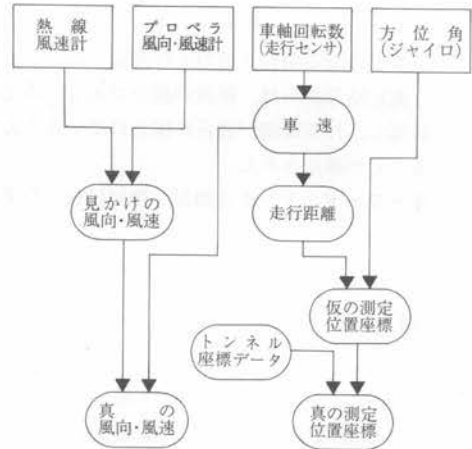 熱線
風速計
プロペラ
風向・風速計
車軸回転数
(走行センサ)
方位角
(ジャイロ)
車速
見かけの
風向・風速
走行距離
仮の測定
位置座標
トンネル
座標データ
真の
風向・風速
真の測定
位置座標